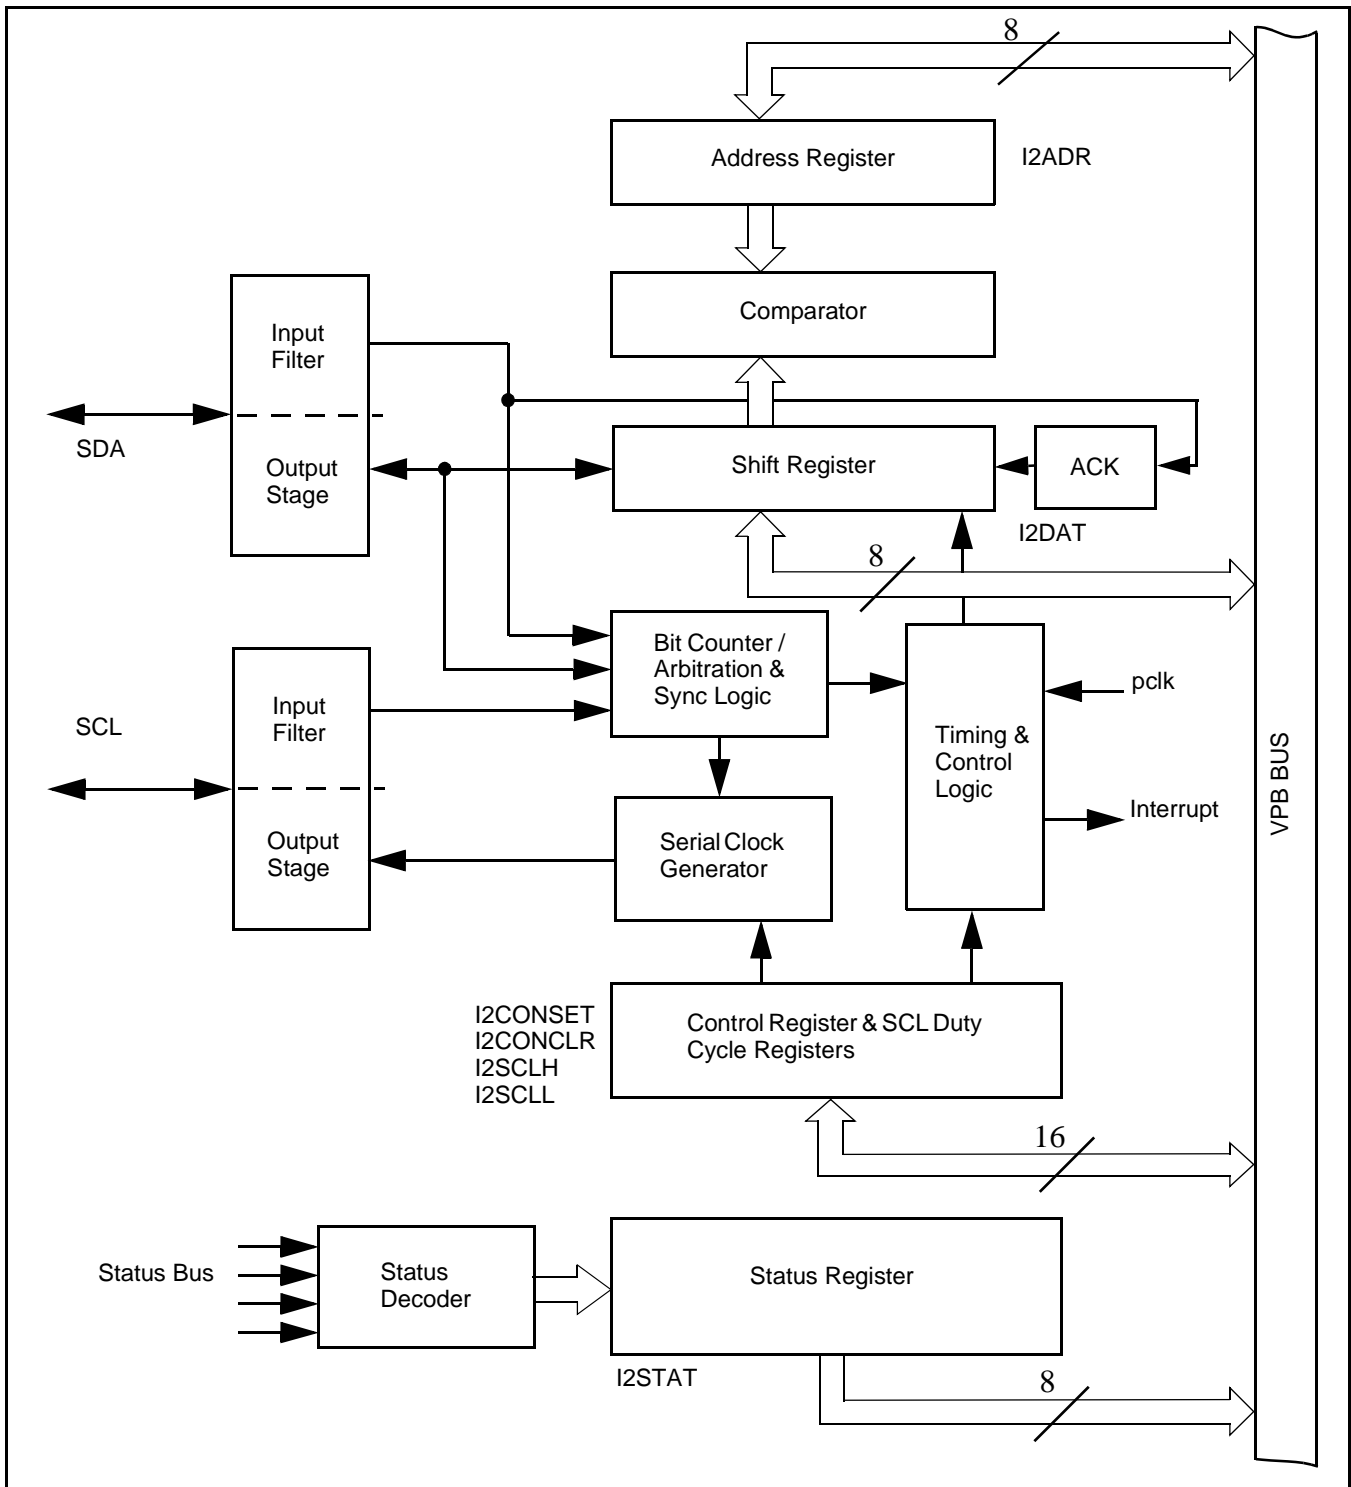 8
Address Register
I2ADR
Comparator
Input
Filter
SDA
Output
Stage
Shift Register
ACK
I2DAT
8
Bit Counter /
Arbitration &
Sync Logic
pclk
SCL
Input
Filter
Timing &
Control
Logic
VPB BUS
Interrupt
Output
Stage
Serial Clock
Generator
I2CONSET
I2CONCLR
I2SCLH
I2SCLL
Control Register & SCL Duty
Cycle Registers
16
Status Bus
Status
Decoder
Status Register
I2STAT
8